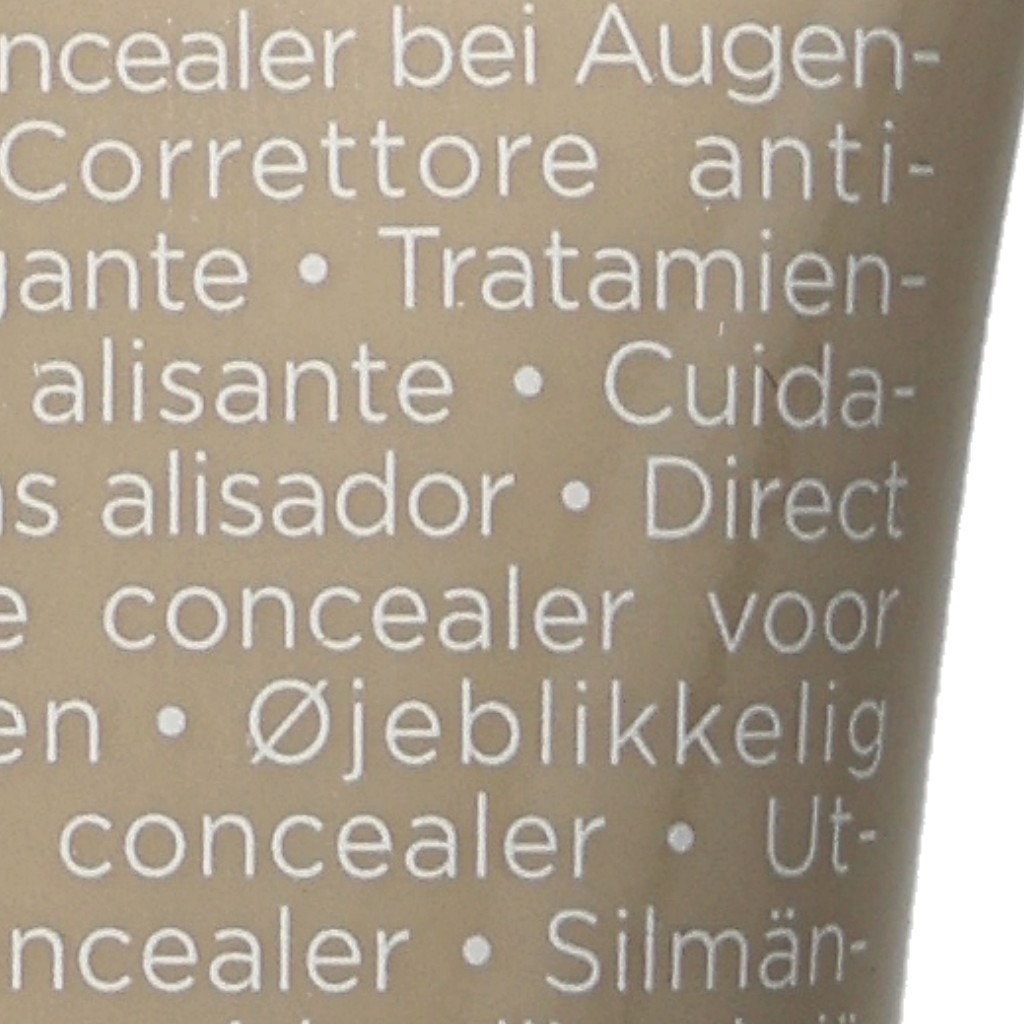 ncealer bei Augen-
Correttore anti-
gante • Tratamien-
alisante • Cuida-
as alisador • Direct
e concealer voor
en • Øjeblikkelig
concealer • Ut-
ncealer • Silmän-